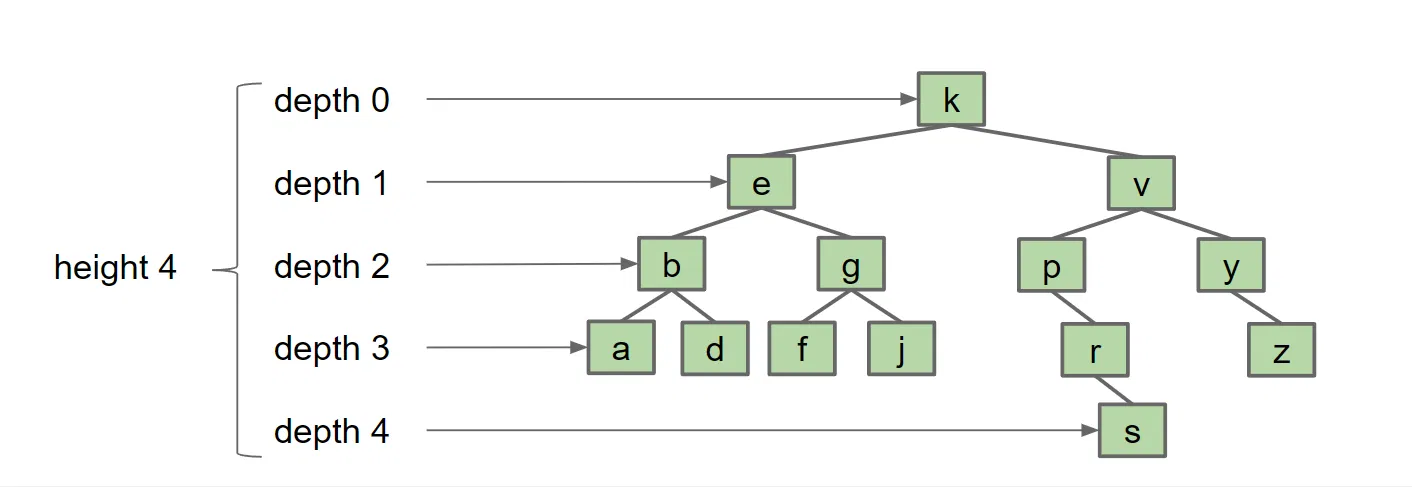 depth 0 k
depth 1 e v
height 4 depth 2 b g p y
depth 3 a d f j r z
depth 4 s